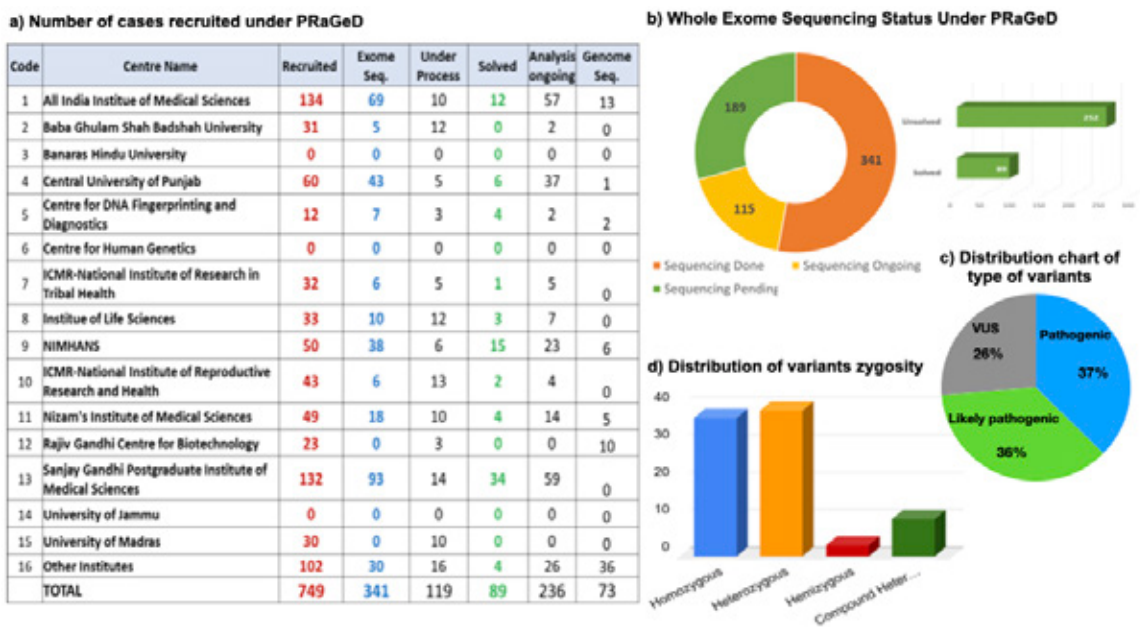 a) Number of cases recruited under PRaGeD
Code Centre Name Recruited Exome Seq. Under Process Solved Analysis ongoing Genome Seq.
1 All India Institue of Medical Sciences 134 69 10 12 57 13
2 Baba Ghulam Shah Badshah University 31 5 12 0 2 0
3 Banaras Hindu University 0 0 0 0 0 0
4 Central University of Punjab 60 43 5 6 37 1
5 Centre for DNA Fingerprinting and Diagnostics 12 7 3 4 2 2
6 Centre for Human Genetics 0 0 0 0 0 0
7 ICMR-National Institute of Research in Tribal Health 32 6 5 1 5 0
8 Institue of Life Sciences 33 10 12 3 7 0
9 NIMHANS 50 38 6 15 23 6
10 ICMR-National Institute of Reproductive Research and Health 43 6 13 2 4 0
11 Nizam's Institute of Medical Sciences 49 18 10 4 14 5
12 Rajiv Gandhi Centre for Biotechnology 23 0 3 0 0 10
13 Sanjay Gandhi Postgraduate Institute of Medical Sciences 132 93 14 34 59 0
14 University of Jammu 0 0 0 0 0 0
15 University of Madras 30 0 10 0 0 0
16 Other Institutes 102 30 16 4 26 36
TOTAL 749 341 119 89 236 73
b) Whole Exome Sequencing Status Under PRaGeD
189
341
115
Sequencing Done
Sequencing Ongoing
Sequencing Pending
Unsolved 252
Solved 89
0 50 100 150 200 250 300
c) Distribution chart of
type of variants
VUS
26%
Pathogenic
37%
Likely pathogenic
36%
d) Distribution of variants zygosity
40
30
20
10
0
Homozygous
Heterozygous
Hemizygous
Compound Heter....